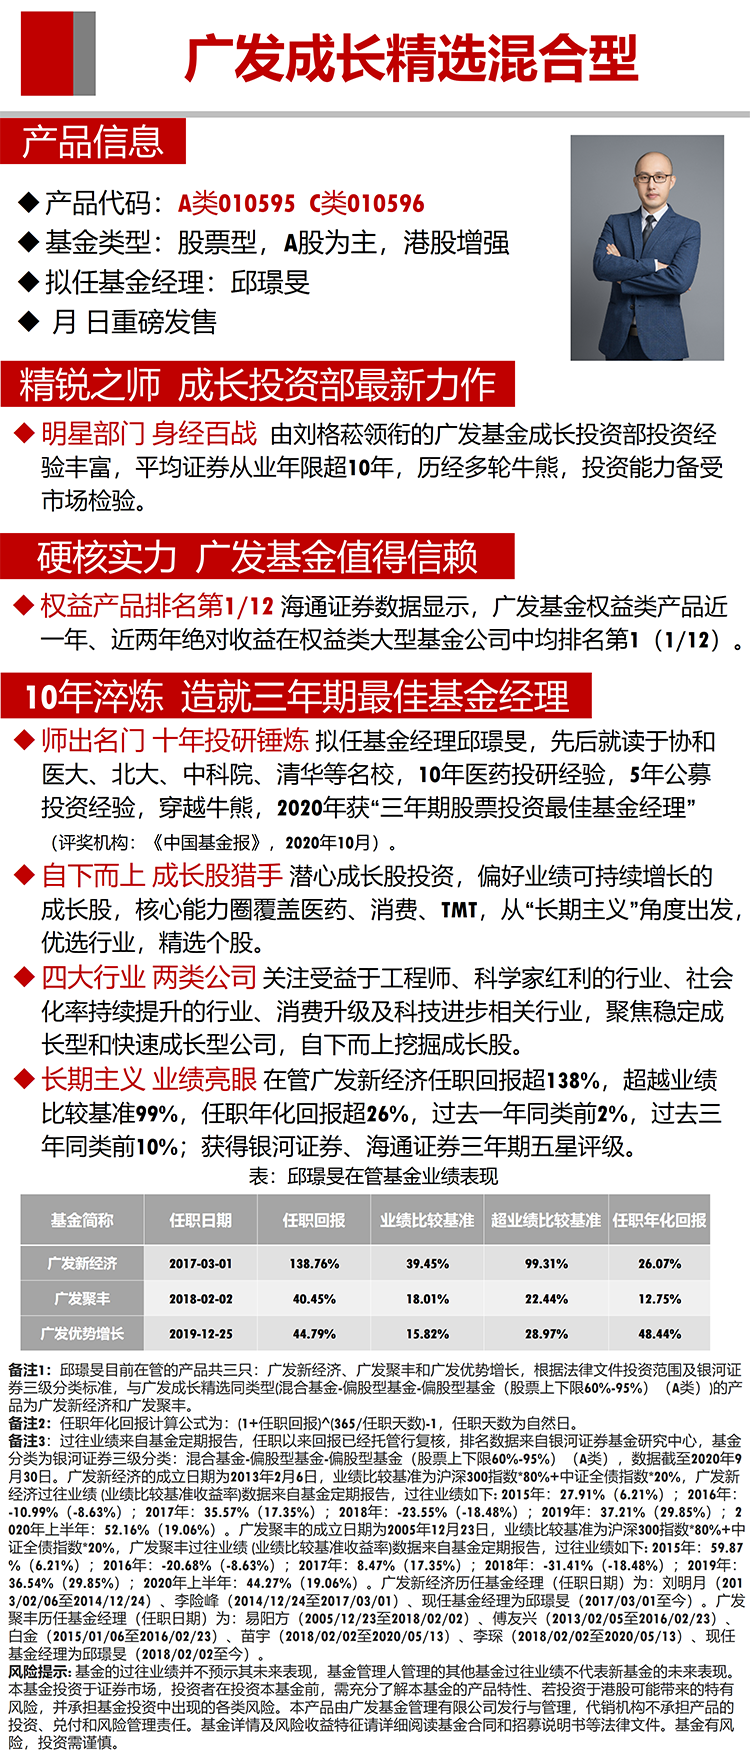 广发成长精选混合型
产品信息
◆产品代码：A类010595 C类010596
◆基金类型：股票型，A股为主，港股增强
◆拟任基金经理：邱璟旻
◆ 月 日重磅发售
精锐之师 成长投资部最新力作
◆明星部门 身经百战 由刘格菘领衔的广发基金成长投资部投资经
验丰富，平均证券从业年限超10年，历经多轮牛熊，投资能力备受
市场检验。
硬核实力 广发基金值得信赖
◆权益产品排名第1/12 海通证券数据显示，广发基金权益类产品近
一年、近两年绝对收益在权益类大型基金公司中均排名第1（1/12）。
10年淬炼 造就三年期最佳基金经理
◆师出名门 十年投研锤炼 拟任基金经理邱璟旻，先后就读于协和
医大、北大、中科院、清华等名校，10年医药投研经验，5年公募
投资经验，穿越牛熊，2020年获“三年期股票投资最佳基金经理”
（评奖机构：《中国基金报》，2020年10月）。
◆自下而上 成长股猎手 潜心成长股投资，偏好业绩可持续增长的
成长股，核心能力圈覆盖医药、消费、TMT，从“长期主义”角度出发，
优选行业，精选个股。
◆四大行业 两类公司 关注受益于工程师、科学家红利的行业、社会
化率持续提升的行业、消费升级及科技进步相关行业，聚焦稳定成
长型和快速成长型公司，自下而上挖掘成长股。
◆长期主义 业绩亮眼 在管广发新经济任职回报超138%，超越业绩
比较基准99%，任职年化回报超26%，过去一年同类前2%，过去三
年同类前10%；获得银河证券、海通证券三年期五星评级。
表：邱璟旻在管基金业绩表现
基金简称 任职日期 任职回报 业绩比较基准 超业绩比较基准 任职年化回报
广发新经济 2017-03-01 138.76% 39.45% 99.31% 26.07%
广发聚丰 2018-02-02 40.45% 18.01% 22.44% 12.75%
广发优势增长 2019-12-25 44.79% 15.82% 28.97% 48.44%
备注1：邱璟旻目前在管的产品共三只：广发新经济、广发聚丰和广发优势增长，根据法律文件投资范围及银河证
券三级分类标准，与广发成长精选同类型(混合基金-偏股型基金-偏股型基金（股票上下限60%-95%）（A类）)的产
品为广发新经济和广发聚丰。
备注2：任职年化回报计算公式为：(1+任职回报)^(365/任职天数)-1，任职天数为自然日。
备注3：过往业绩来自基金定期报告，任职以来回报已经托管行复核，排名数据来自银河证券基金研究中心，基金
分类为银河证券三级分类：混合基金-偏股型基金-偏股型基金（股票上下限60%-95%）（A类），数据截至2020年9
月30日。广发新经济的成立日期为2013年2月6日，业绩比较基准为沪深300指数*80%+中证全债指数*20%，广发新
经济过往业绩 (业绩比较基准收益率)数据来自基金定期报告，过往业绩如下：2015年：27.91%（6.21%）；2016年：
-10.99%（-8.63%）；2017年：35.57%（17.35%）；2018年：-23.55%（-18.48%）；2019年：37.21%（29.85%）；2
020年上半年：52.16%（19.06%）。广发聚丰的成立日期为2005年12月23日，业绩比较基准为沪深300指数*80%+中
证全债指数*20%，广发聚丰过往业绩 (业绩比较基准收益率)数据来自基金定期报告，过往业绩如下：2015年：59.87
%（6.21%）；2016年：-20.68%（-8.63%）；2017年：8.47%（17.35%）；2018年：-31.41%（-18.48%）；2019年：
36.54%（29.85%）；2020年上半年：44.27%（19.06%）。广发新经济历任基金经理（任职日期）为：刘明月（201
3/02/06至2014/12/24）、李险峰（2014/12/24至2017/03/01）、现任基金经理为邱璟旻（2017/03/01至今）。广发
聚丰历任基金经理（任职日期）为：易阳方（2005/12/23至2018/02/02）、傅友兴（2013/02/05至2016/02/23）、
白金（2015/01/06至2016/02/23）、苗宇（2018/02/02至2020/05/13）、李琛（2018/02/02至2020/05/13）、现任
基金经理为邱璟旻（2018/02/02至今）。
风险提示: 基金的过往业绩并不预示其未来表现，基金管理人管理的其他基金过往业绩不代表新基金的未来表现。
本基金投资于证券市场，投资者在投资本基金前，需充分了解本基金的产品特性、若投资于港股可能带来的特有
风险，并承担基金投资中出现的各类风险。本产品由广发基金管理有限公司发行与管理，代销机构不承担产品的
投资、兑付和风险管理责任。基金详情及风险收益特征请详细阅读基金合同和招募说明书等法律文件。基金有风
险，投资需谨慎。